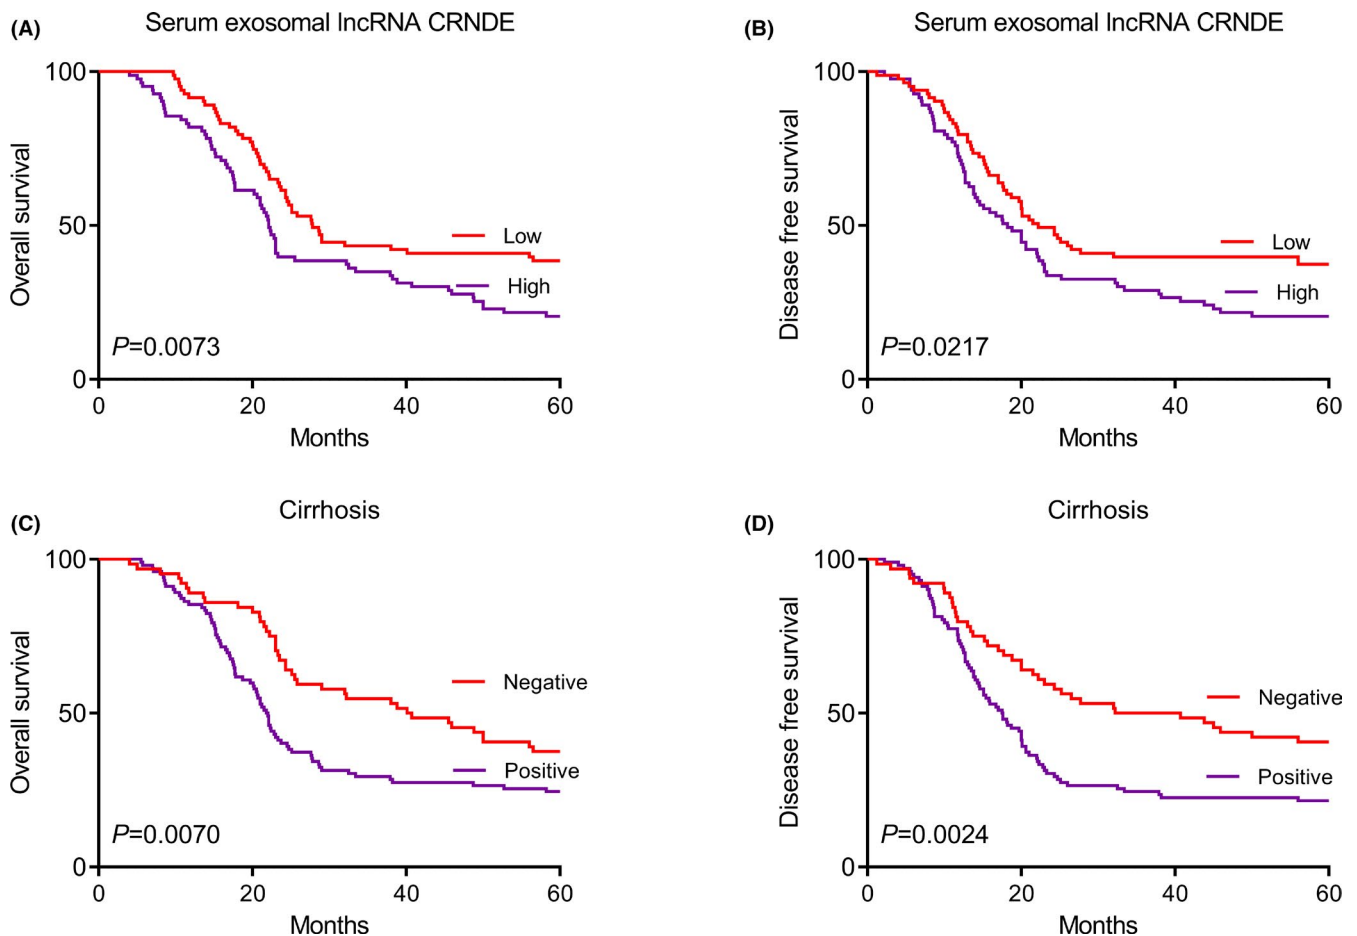 (A)
Serum exosomal lncRNA CRNDE
100
50
0
Overall survival
Low
High
P=0.0073
0 20 40 60
Months
(B)
Serum exosomal lncRNA CRNDE
100
50
0
Disease free survival
Low
High
P=0.0217
0 20 40 60
Months
(C)
Cirrhosis
100
50
0
Overall survival
Negative
Positive
P=0.0070
0 20 40 60
Months
(D)
Cirrhosis
100
50
0
Disease free survival
Negative
Positive
P=0.0024
0 20 40 60
Months